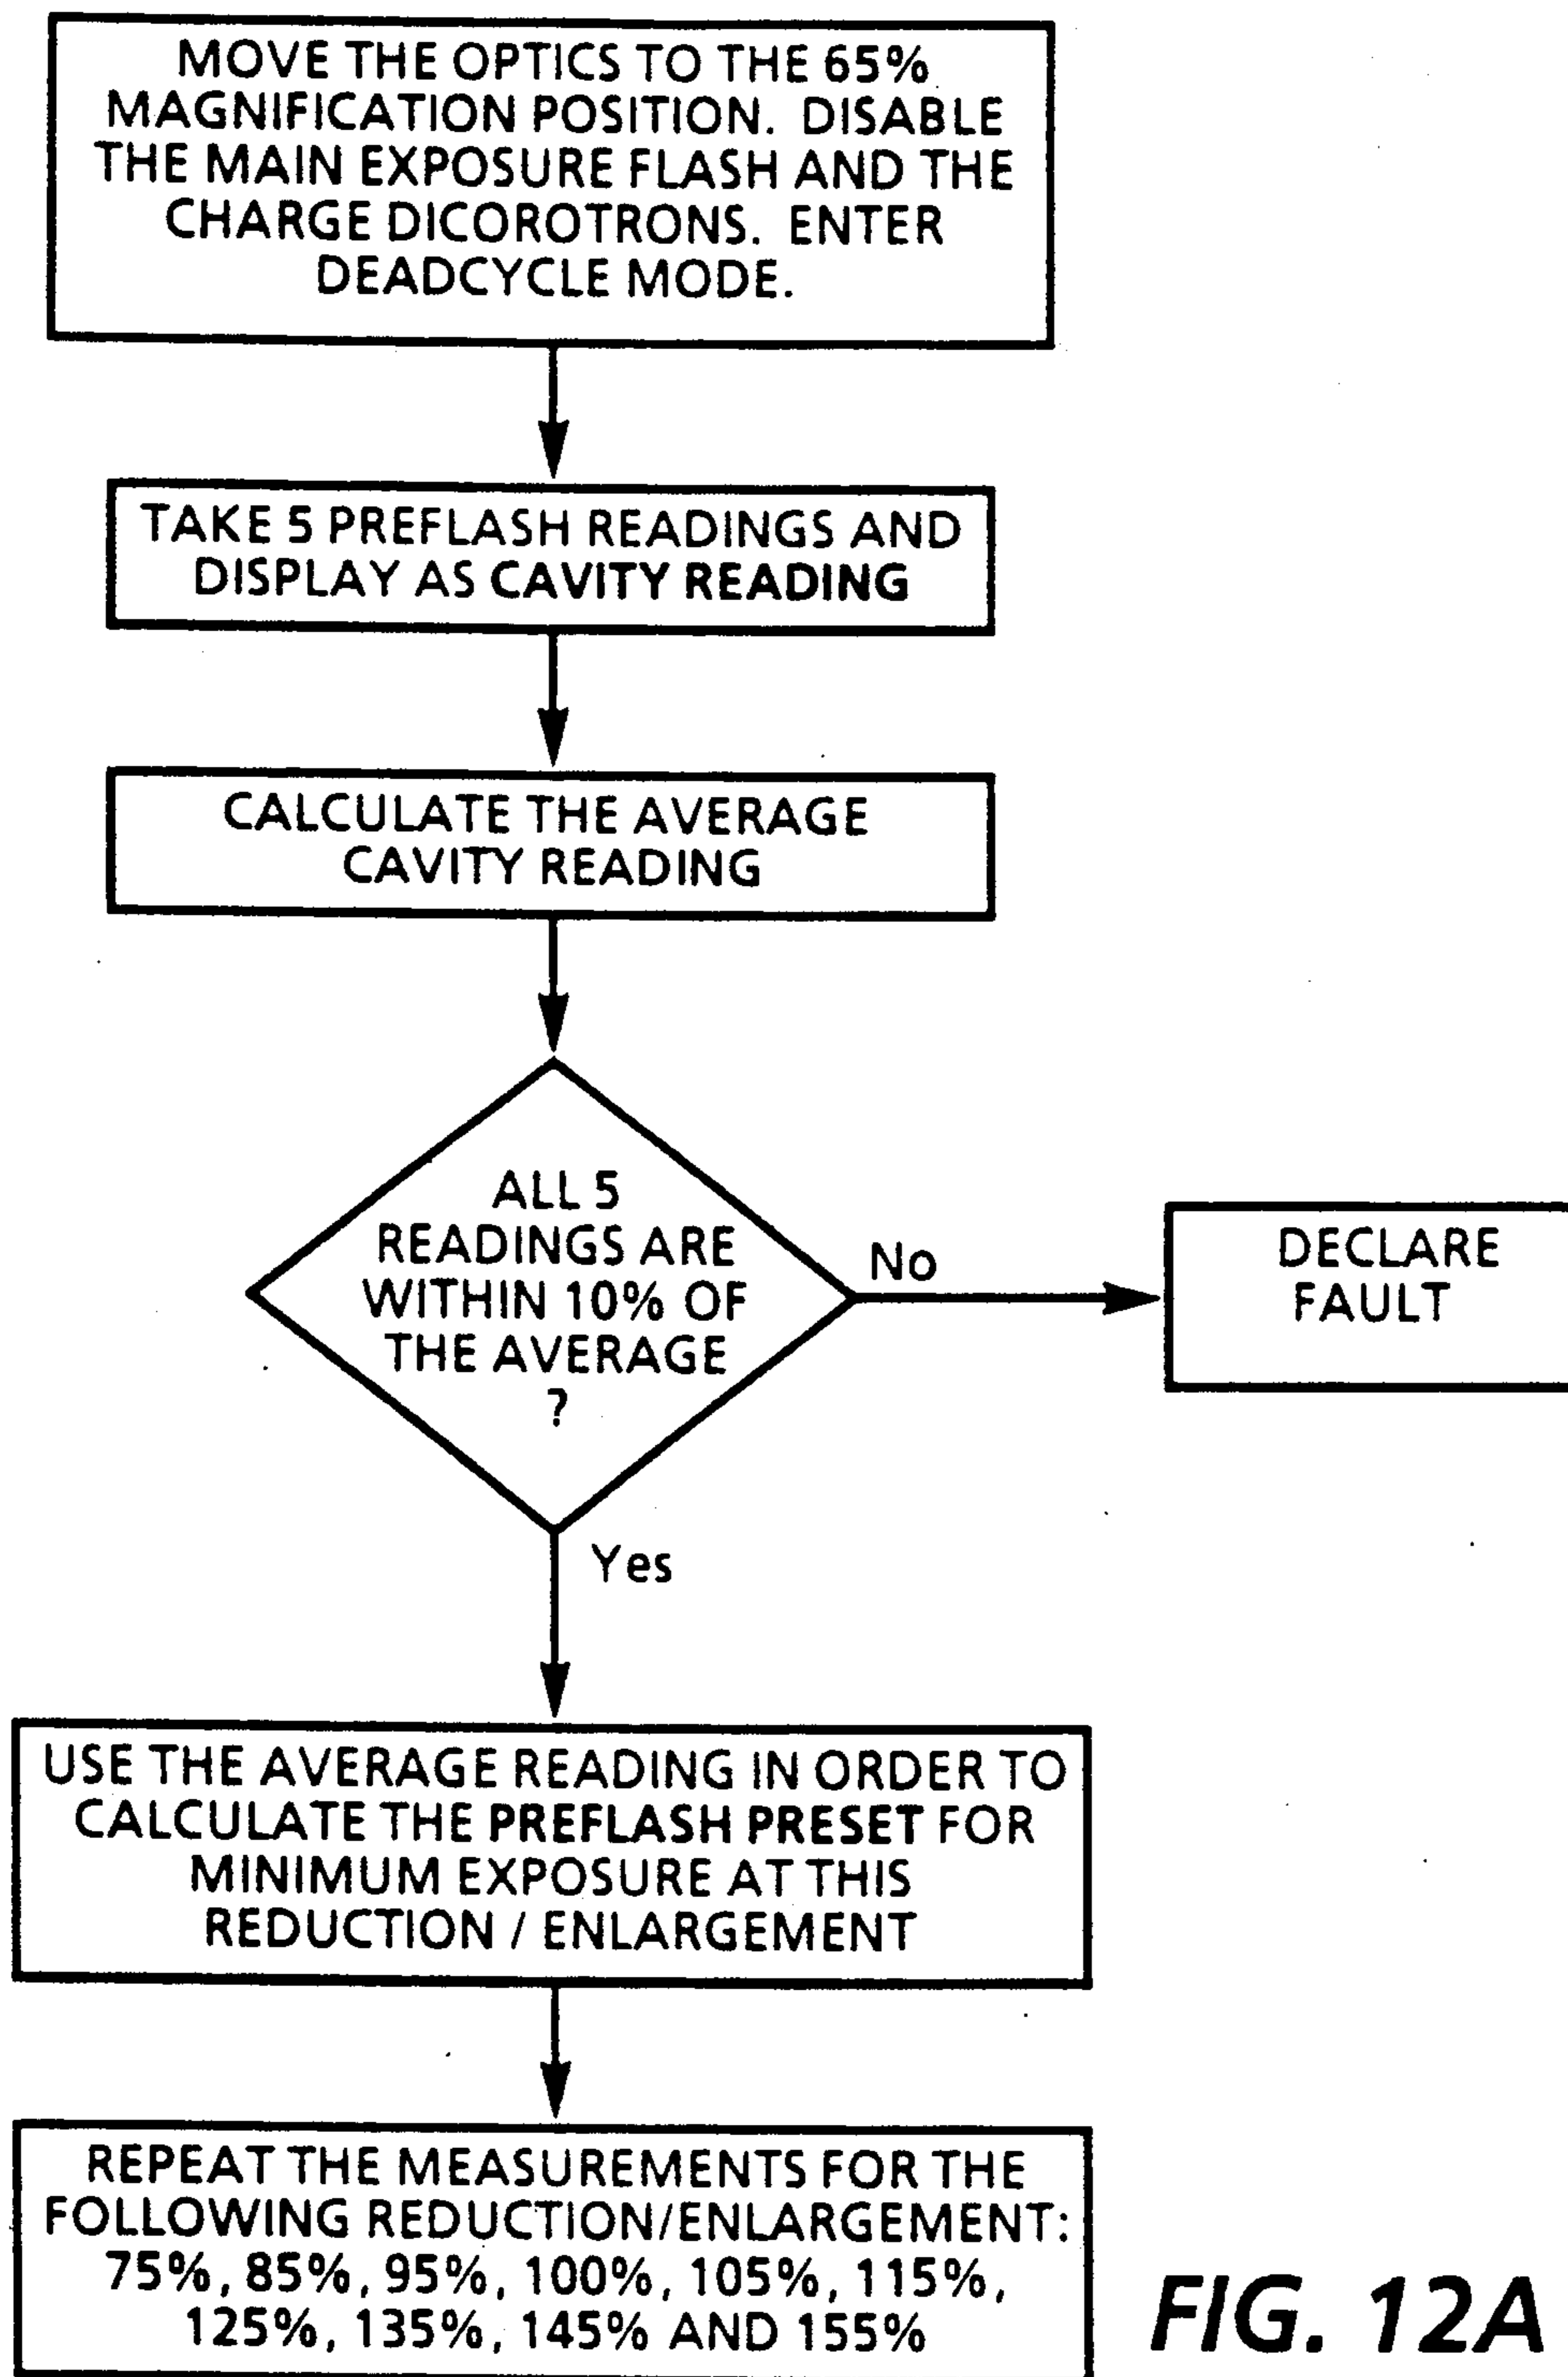 MOVE THE OPTICS TO THE 65%
MAGNIFICATION POSITION. DISABLE
THE MAIN EXPOSURE FLASH AND THE
CHARGE DICOROTRONS. ENTER
DEADCYCLE MODE.
TAKE 5 PREFLASH READINGS AND
DISPLAY AS CAVITY READING
CALCULATE THE AVERAGE
CAVITY READING
ALL 5
READINGS ARE
WITHIN 10% OF
THE AVERAGE
?
No
DECLARE
FAULT
Yes
USE THE AVERAGE READING IN ORDER TO
CALCULATE THE PREFLASH PRESET FOR
MINIMUM EXPOSURE AT THIS
REDUCTION / ENLARGEMENT
REPEAT THE MEASUREMENTS FOR THE
FOLLOWING REDUCTION/ENLARGEMENT:
75%, 85%, 95%, 100%, 105%, 115%,
125%, 135%, 145% AND 155%
FIG. 12A